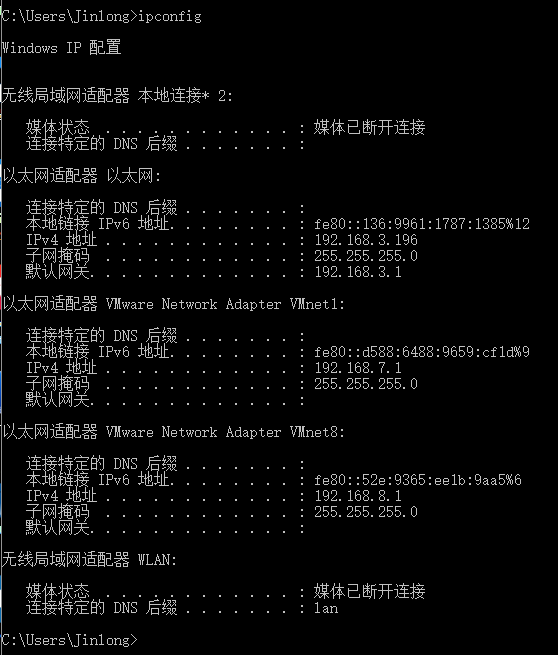 C:\Users\Jinlong>ipconfig
Windows IP 配置
无线局域网适配器 本地连接* 2:
媒体状态 . . . . . . . . . . . . : 媒体已断开连接
连接特定的 DNS 后缀 . . . . . . . :
以太网适配器 以太网:
连接特定的 DNS 后缀 . . . . . . . :
本地链接 IPv6 地址. . . . . . . . : fe80::136:9961:1787:1385%12
IPv4 地址 . . . . . . . . . . . . : 192.168.3.196
子网掩码 . . . . . . . . . . . . : 255.255.255.0
默认网关. . . . . . . . . . . . . : 192.168.3.1
以太网适配器 VMware Network Adapter VMnet1:
连接特定的 DNS 后缀 . . . . . . . :
本地链接 IPv6 地址. . . . . . . . : fe80::d588:6488:9659:cf1d%9
IPv4 地址 . . . . . . . . . . . . : 192.168.7.1
子网掩码 . . . . . . . . . . . . : 255.255.255.0
默认网关. . . . . . . . . . . . . :
以太网适配器 VMware Network Adapter VMnet8:
连接特定的 DNS 后缀 . . . . . . . :
本地链接 IPv6 地址. . . . . . . . : fe80::52e:9365:ee1b:9aa5%6
IPv4 地址 . . . . . . . . . . . . : 192.168.8.1
子网掩码 . . . . . . . . . . . . : 255.255.255.0
默认网关. . . . . . . . . . . . . :
无线局域网适配器 WLAN:
媒体状态 . . . . . . . . . . . . : 媒体已断开连接
连接特定的 DNS 后缀 . . . . . . . : lan
C:\Users\Jinlong>